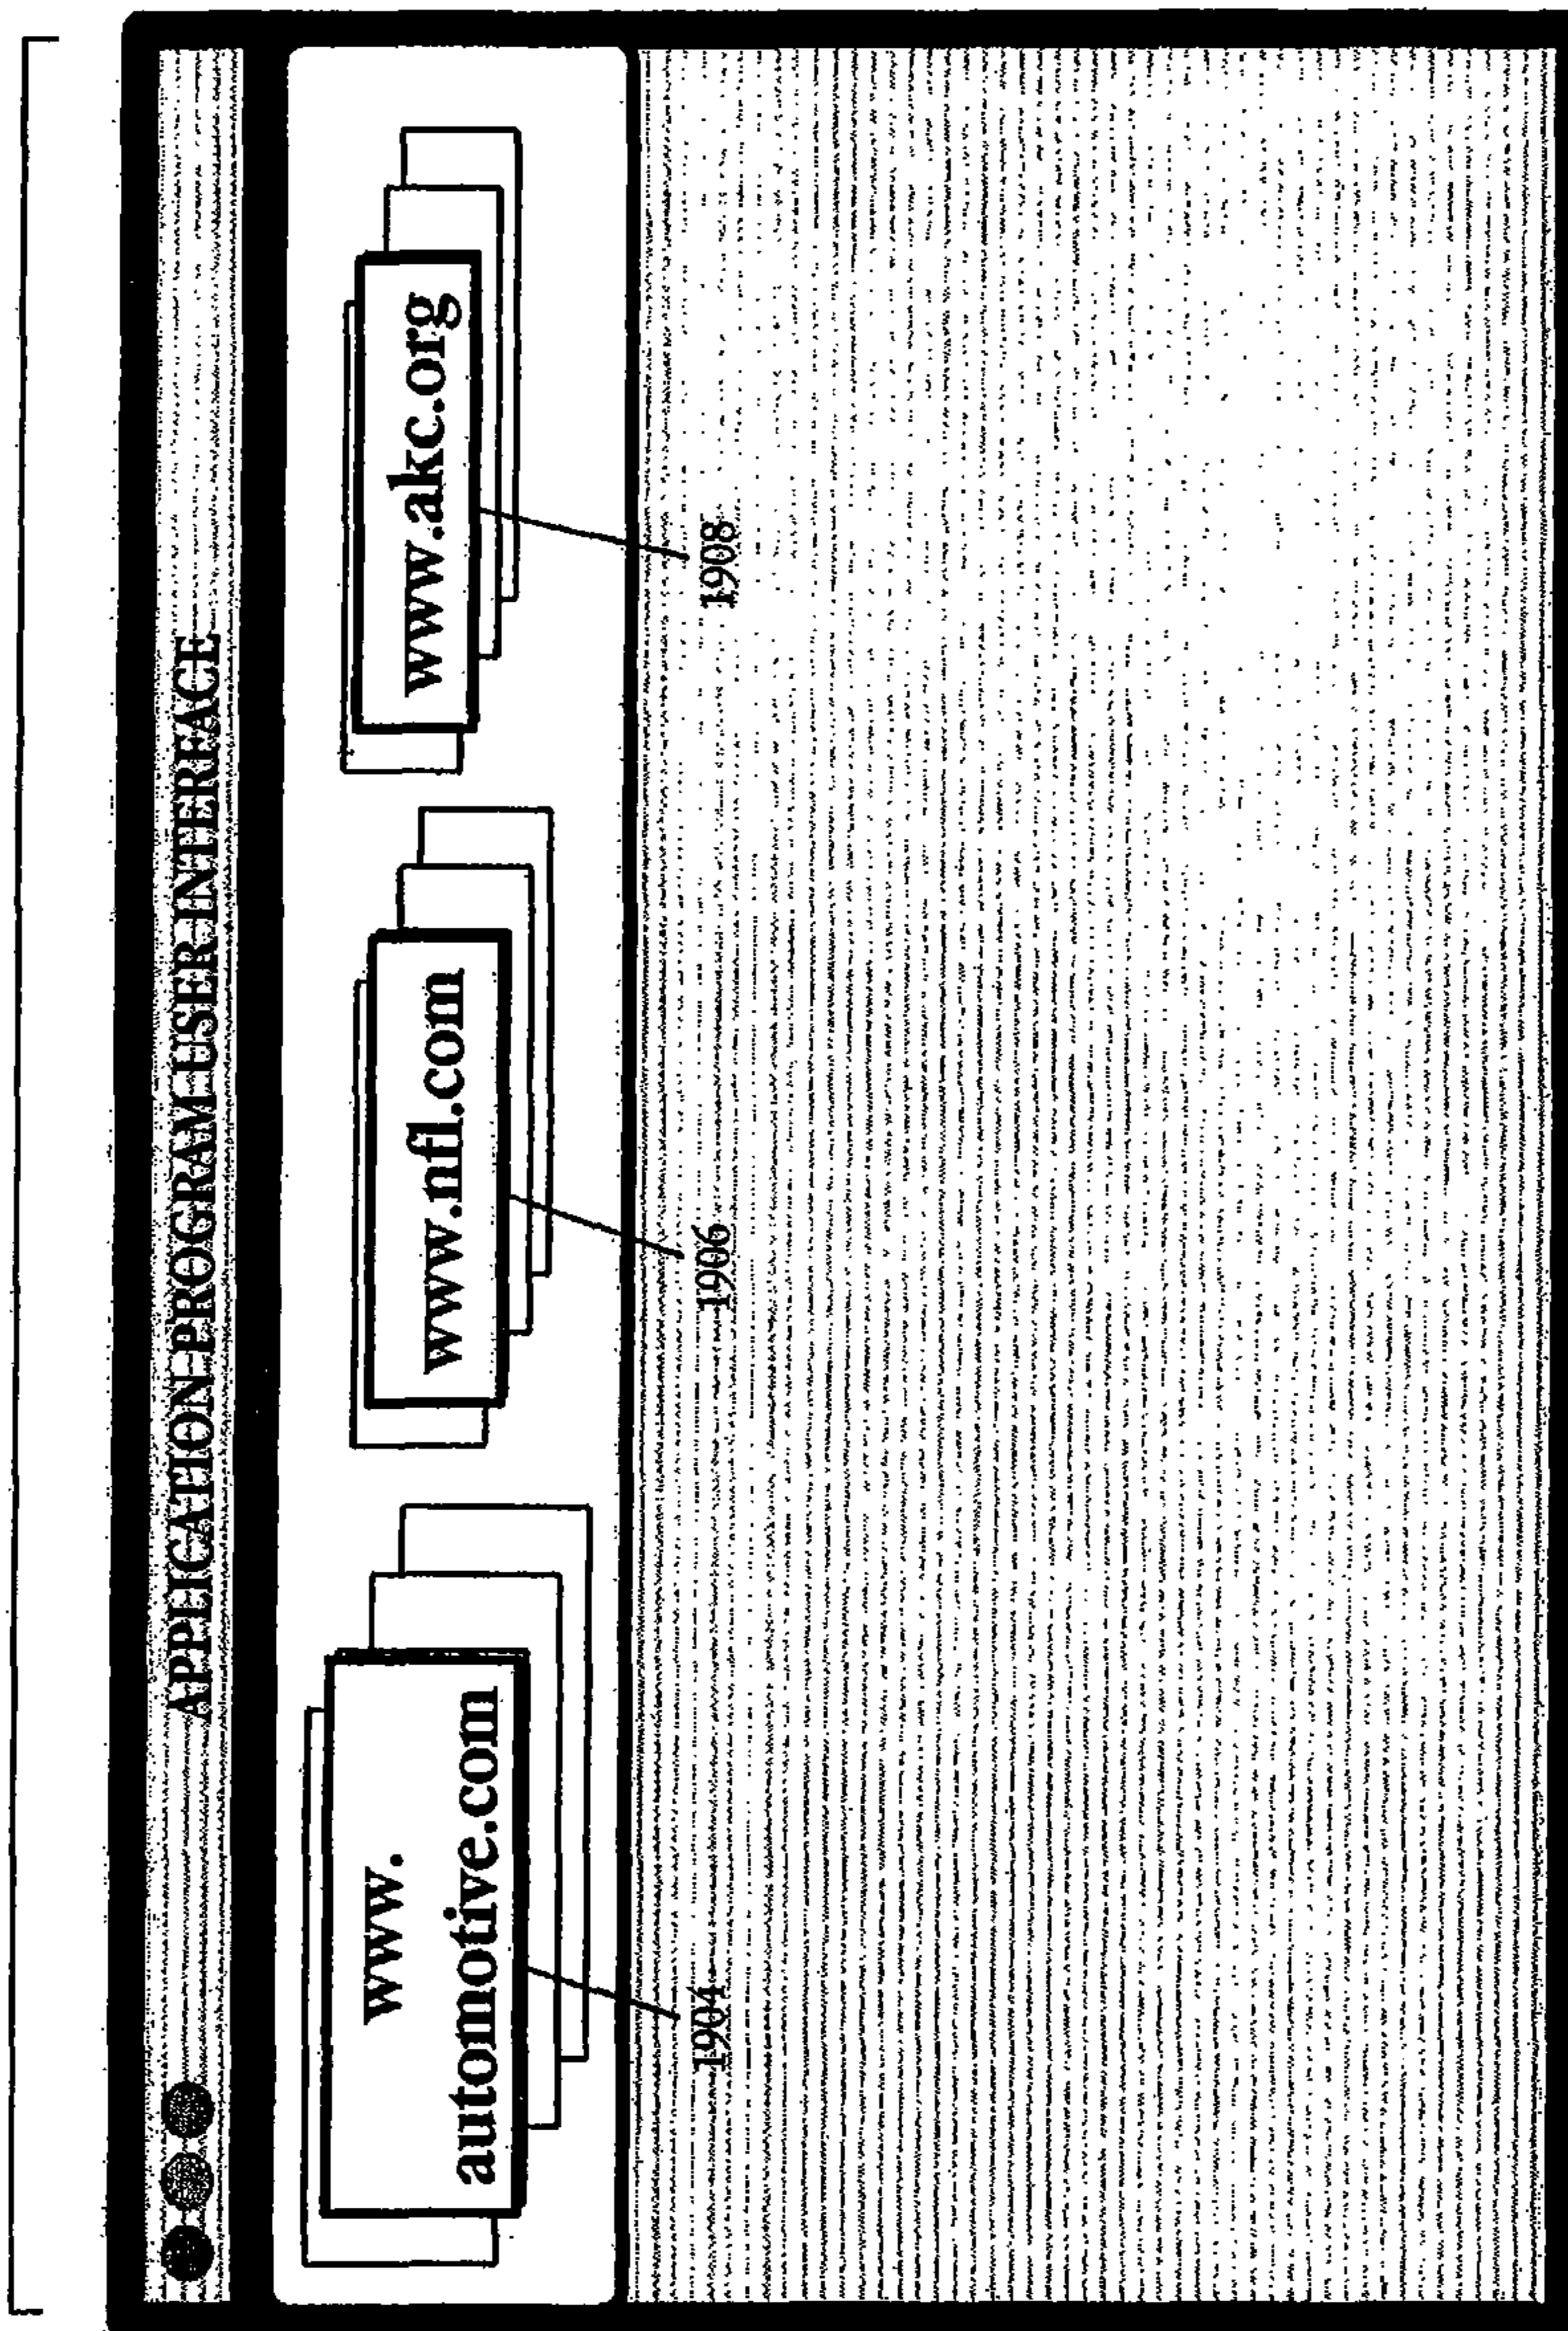 APPLICATION PROGRAM USER INTERFACE
www.
automotive.com
www.nfl.com
www.akc.org
1904
1906
1908